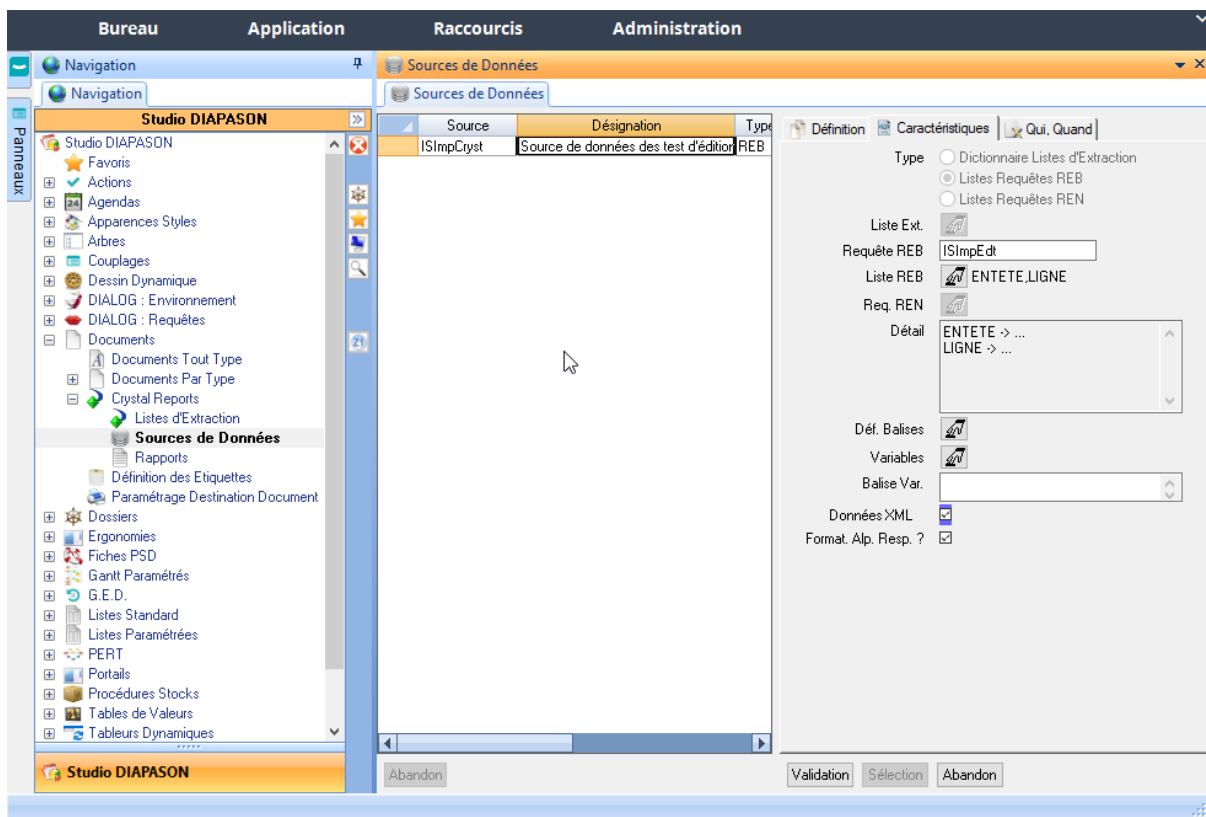 Bureau Application Raccourcis Administration
Navigation
Navigation
Panneaux
Studio DIAPASON
Studio DIAPASON
Favoris
Actions
24 Agendas
Apparences Styles
Arbres
Couplages
Dessin Dynamique
DIALOG : Environnement
DIALOG : Requêtes
Documents
Documents Tout Type
Documents Par Type
Crystal Reports
Listes d'Extraction
Sources de Données
Rapports
Définition des Etiquettes
Paramétrage Destination Document
Dossiers
Ergonomies
Fiches PSD
Gantt Paramétrés
G.E.D.
Listes Standard
Listes Paramétrées
PERT
Portails
Procédures Stocks
Tables de Valeurs
Tableurs Dynamiques
Studio DIAPASON
21
Sources de Données
Sources de Données
Source Désignation Type
ISImpCryst Source de données des test d'édition REB
Abandon
Définition Caractéristiques Qui, Quand
Type Dictionnaire Listes d'Extraction
Listes Requêtes REB
Listes Requêtes REN
Liste Ext.
Requête REB ISImpEdt
Liste REB ENTETE,LIGNE
Req. REN
Détail ENTETE -> ...
LIGNE -> ...
Déf. Balises
Variables
Balise Var.
Données XML
Format. Alp. Resp. ?
Validation Sélection Abandon